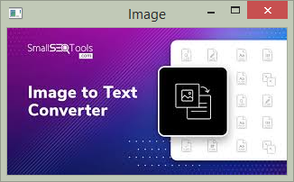 Image
SmallSEOTools
.com
Image to Text
Converter